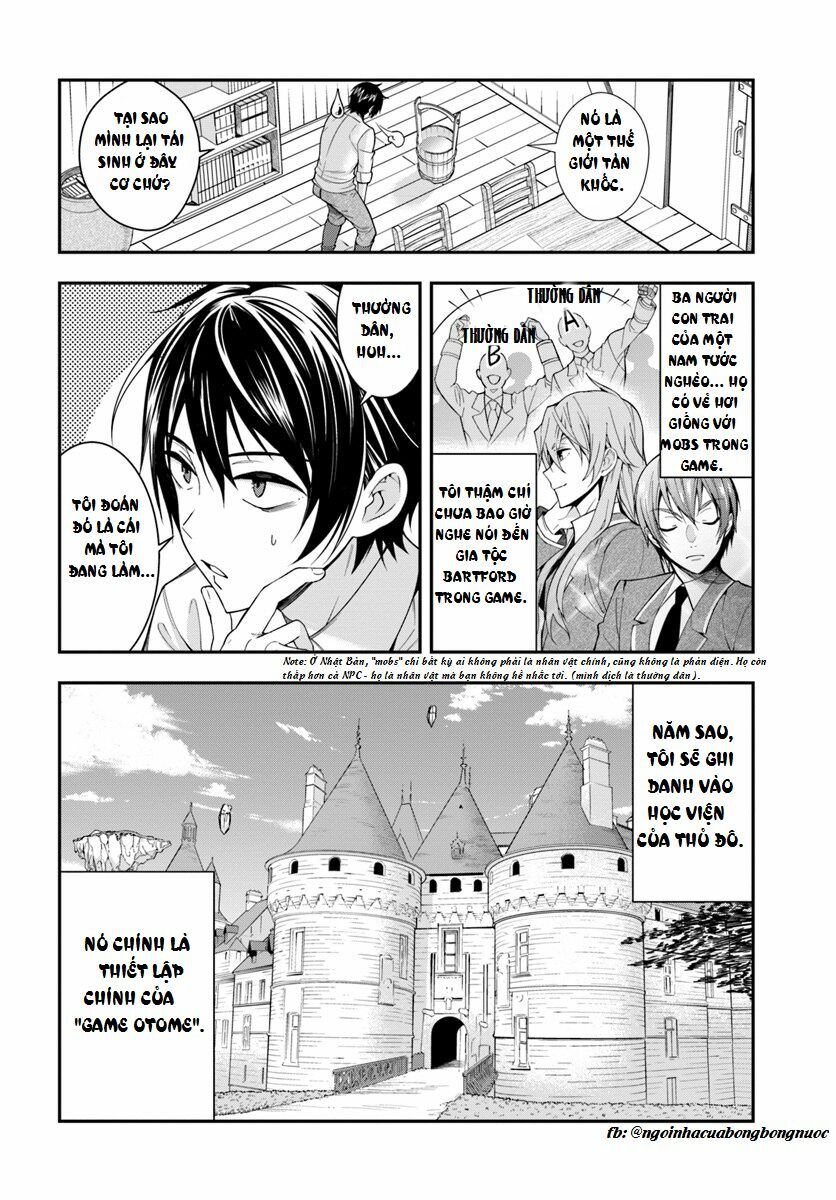 NÓ LÀ
MỘT THẾ
GIỚI TÀN
KHỐC.
TẠI SAO
MÌNH LẠI TÁI
SINH Ở ĐÂY
CƠ CHỨ?
BA NGƯỜI
CON TRAI
CỦA MỘT
NAM TƯỚC
NGHÈO... HỌ
CÓ VẺ HƠI
GIỐNG VỚI
MOBS TRONG
GAME.
THƯỜNG DÂN
A
THƯỜNG DÂN
B
TÔI THẬM CHÍ
CHƯA BAO GIỜ
NGHE NÓI ĐẾN
GIA TỘC
BARTFORD
TRONG GAME.
THƯỜNG
DÂN,
HUH...
TÔI ĐOÁN
ĐÓ LÀ CÁI
MÀ TÔI
ĐANG LÀM...
Note: Ở Nhật Bản, "mobs" chỉ bất kỳ ai không phải là nhân vật chính, cũng không là phản diện. Họ còn
thấp hơn cả NPC - họ là nhân vật mà bạn không hề nhắc tới. (mình dịch là thường dân).
NĂM SAU,
TÔI SẼ GHI
DANH VÀO
HỌC VIỆN
CỦA THỦ ĐÔ.
NÓ CHÍNH LÀ
THIẾT LẬP
CHÍNH CỦA
"GAME OTOME".
fb: @ngoinhacuabongbongnuoc